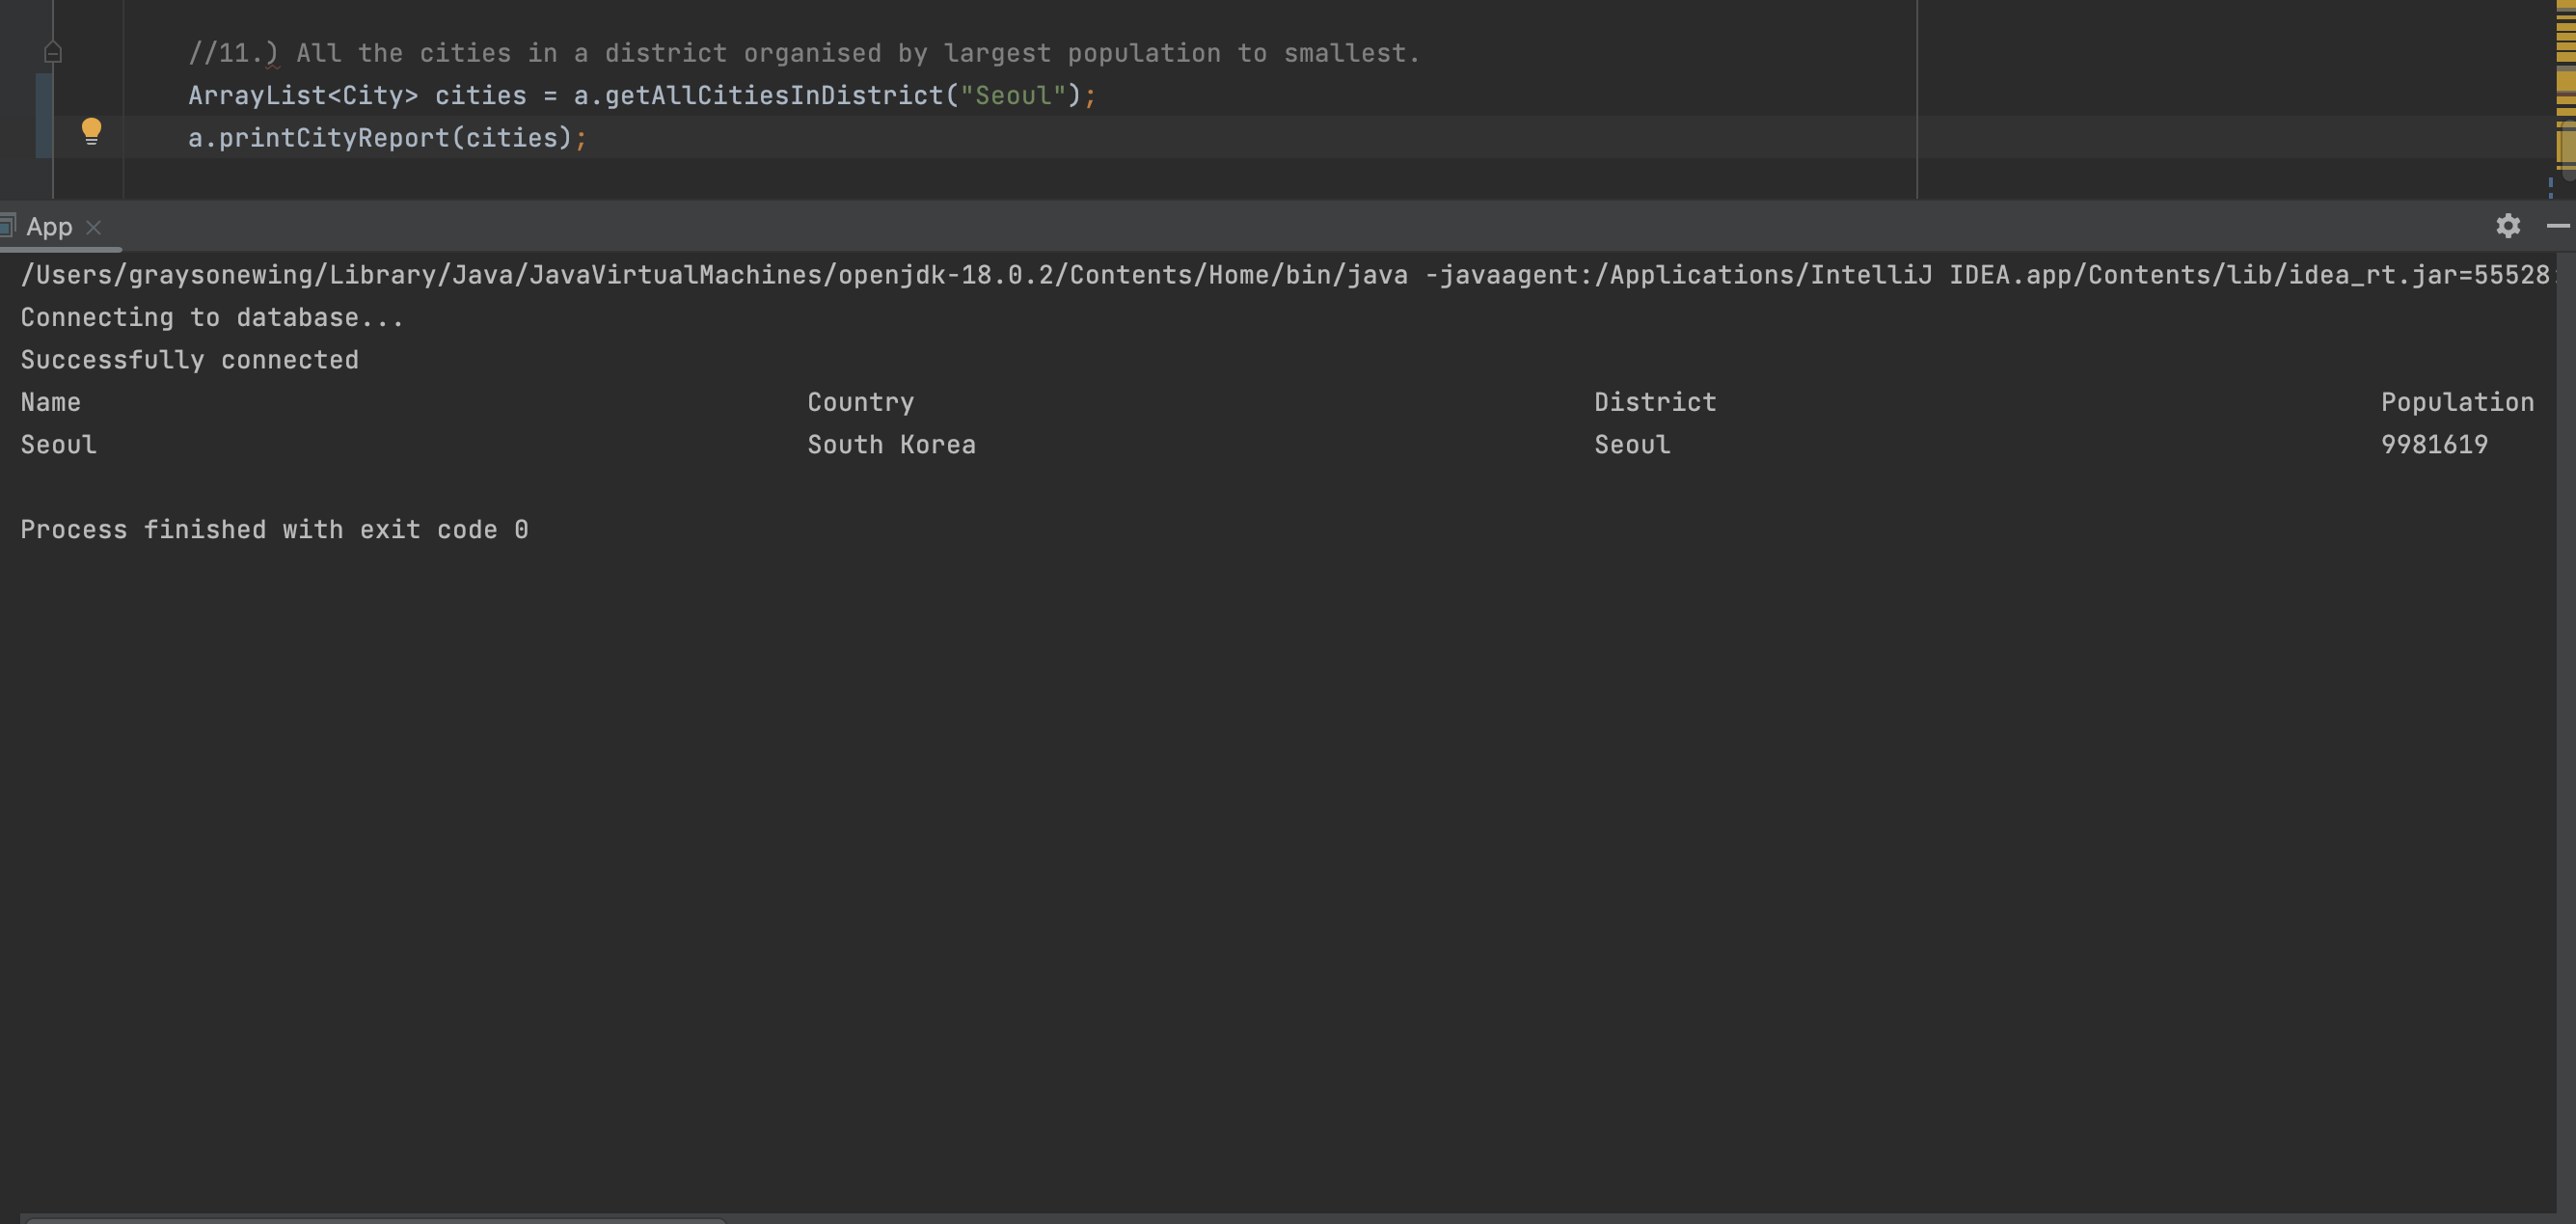 //11.) All the cities in a district organised by largest population to smallest.
ArrayList<City> cities = a.getAllCitiesInDistrict("Seoul");
a.printCityReport(cities);
App
/Users/graysonewing/Library/Java/JavaVirtualMachines/openjdk-18.0.2/Contents/Home/bin/java -javaagent:/Applications/IntelliJ IDEA.app/Contents/lib/idea_rt.jar=55528:
Connecting to database...
Successfully connected
Name Country District Population
Seoul South Korea Seoul 9981619
Process finished with exit code 0